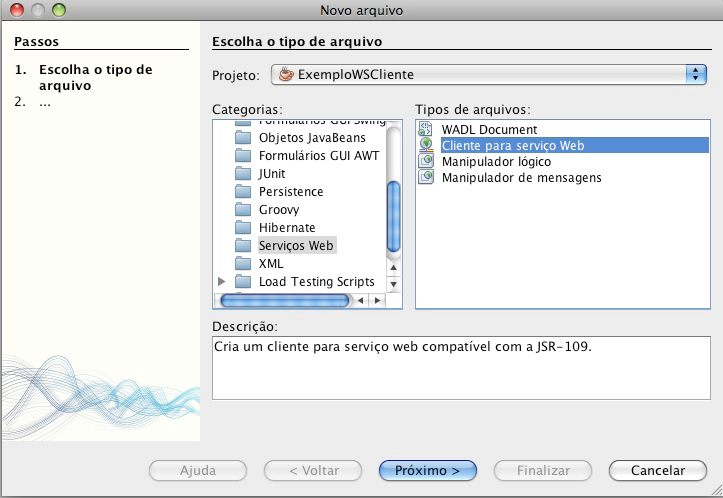 Novo arquivo
Passos
1. Escolha o tipo de
arquivo
2. ...
Escolha o tipo de arquivo
Projeto: ExemploWSCliente
Categorias:
Formulários GUI Swing
Objetos JavaBeans
Formulários GUI AWT
JUnit
Persistence
Groovy
Hibernate
Serviços Web
XML
Load Testing Scripts
Tipos de arquivos:
WADL Document
Cliente para serviço Web
Manipulador lógico
Manipulador de mensagens
Descrição:
Cria um cliente para serviço web compatível com a JSR-109.
Ajuda
< Voltar
Próximo >
Finalizar
Cancelar